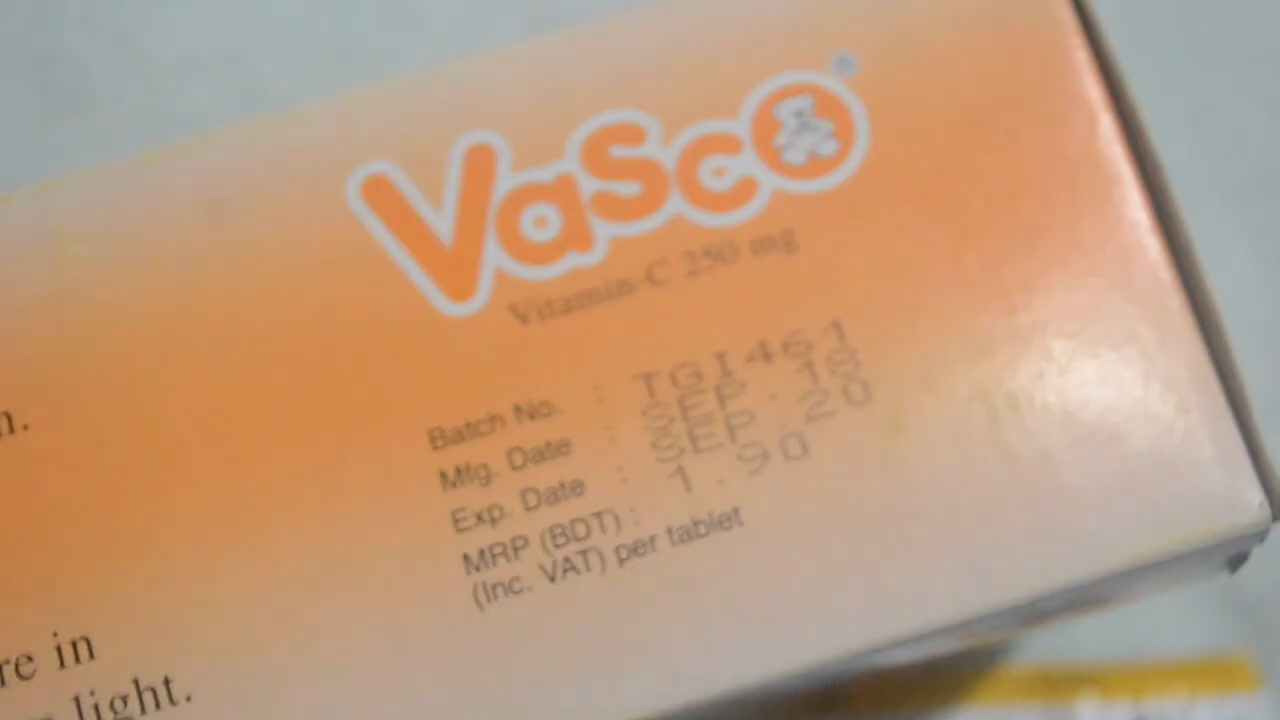 Vasco
Vitamin-C 250 mg
Batch No. : TGI461
Mfg. Date : SEP. 18
Exp. Date : SEP. 20
MRP (BDT) : 1.90
(Inc. VAT) per tablet
in
light.